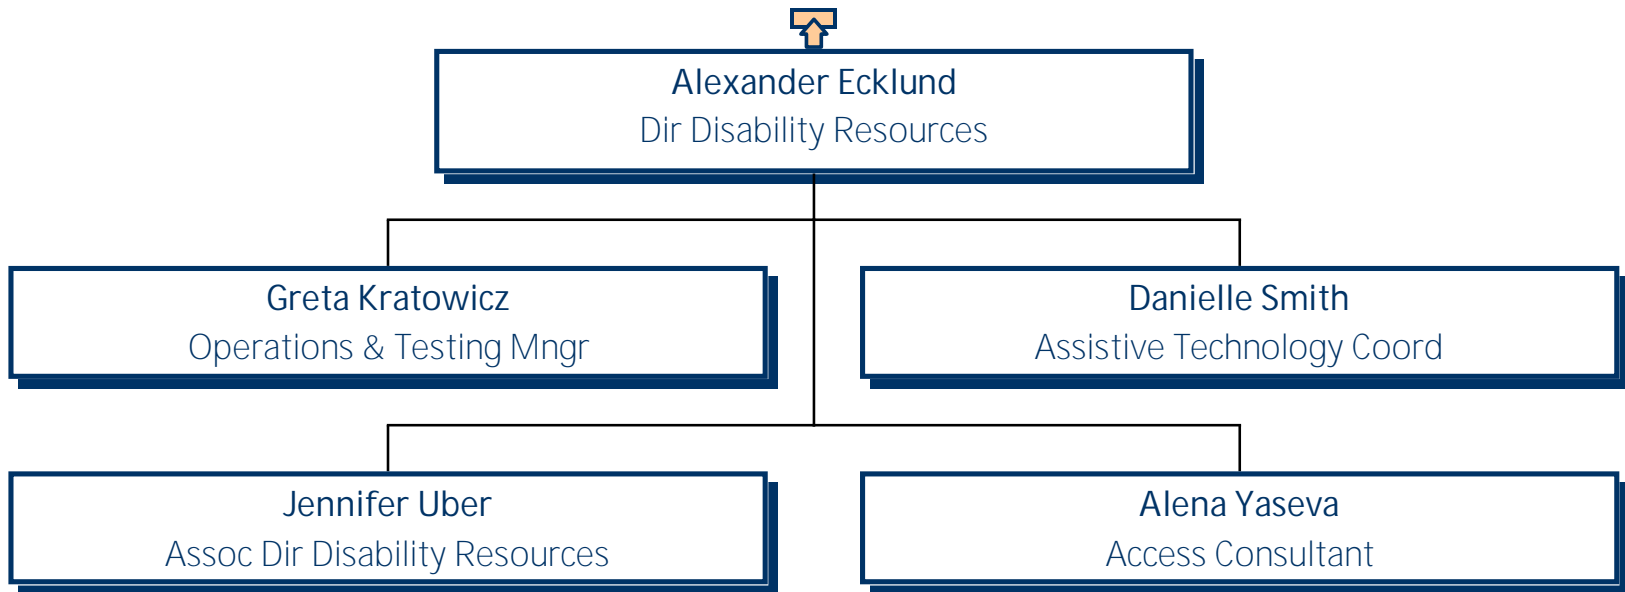 Alexander Ecklund
Dir Disability Resources
Greta Kratowicz
Operations & Testing Mngr
Danielle Smith
Assistive Technology Coord
Jennifer Uber
Assoc Dir Disability Resources
Alena Yaseva
Access Consultant